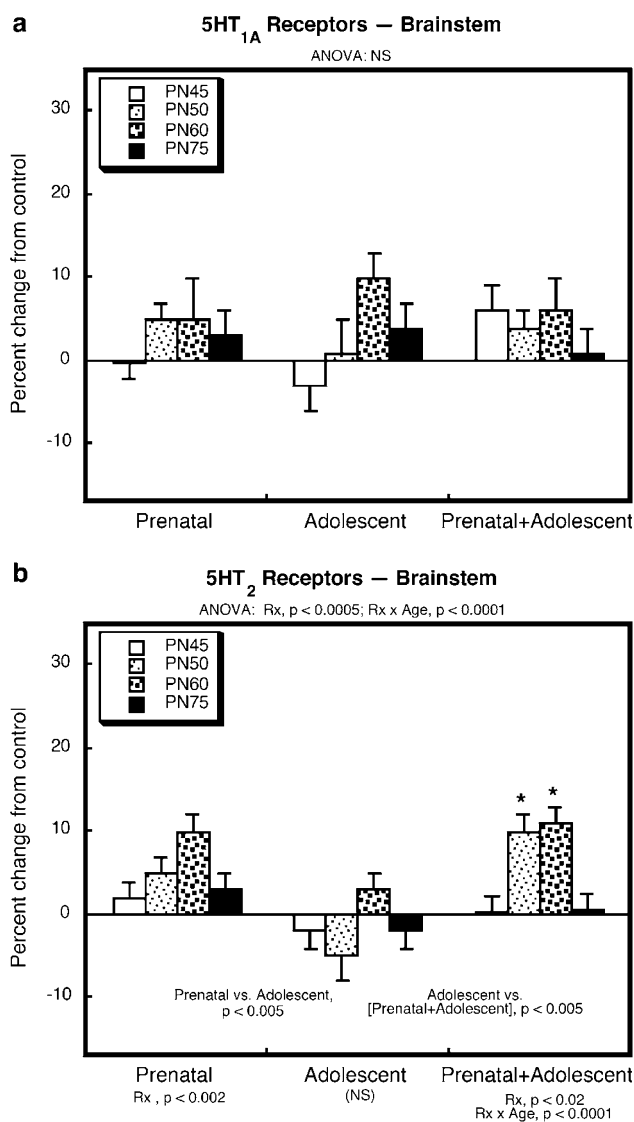 a
5HT1A Receptors — Brainstem
ANOVA: NS
PN45
PN50
PN60
PN75
30
20
10
0
-10
Percent change from control
Prenatal Adolescent Prenatal+Adolescent
b
5HT2 Receptors — Brainstem
ANOVA: Rx, p < 0.0005; Rx x Age, p < 0.0001
PN45
PN50
PN60
PN75
30
20
10
0
-10
Percent change from control
* *
Prenatal vs. Adolescent,
p < 0.005
Adolescent vs.
[Prenatal+Adolescent], p < 0.005
Prenatal Adolescent Prenatal+Adolescent
Rx , p < 0.002 (NS) Rx, p < 0.02
Rx x Age, p < 0.0001